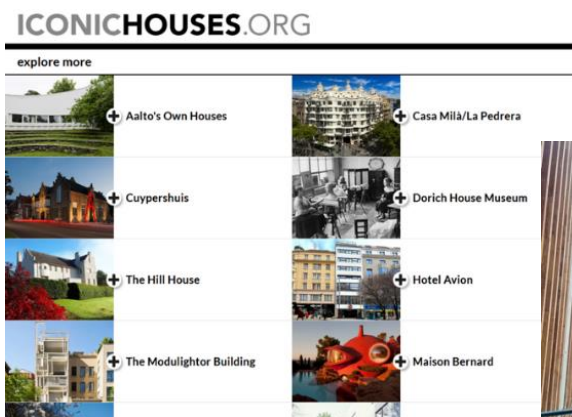 ICONICHOUSES.ORG
explore more
Aalto's Own Houses
Casa Milà/La Pedrera
Cuypershuis
Dorich House Museum
The Hill House
Hotel Avion
The Modulightor Building
Maison Bernard